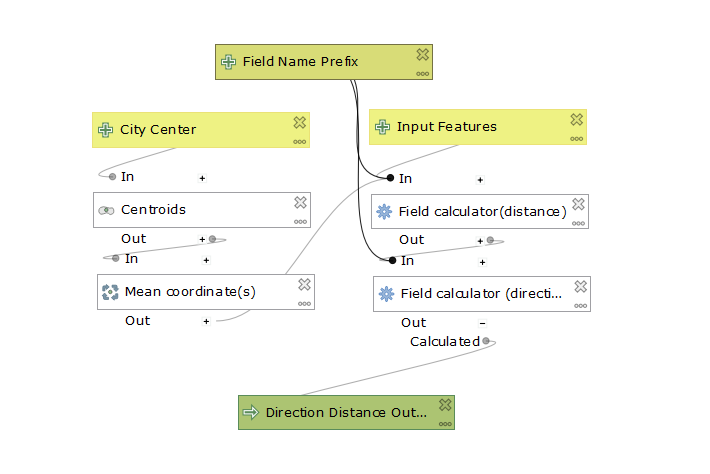 Field Name Prefix
City Center
Input Features
In
In
Centroids
Field calculator(distance)
Out
Out
In
In
Mean coordinate(s)
Field calculator (directi...
Out
Out
Calculated
Direction Distance Out...